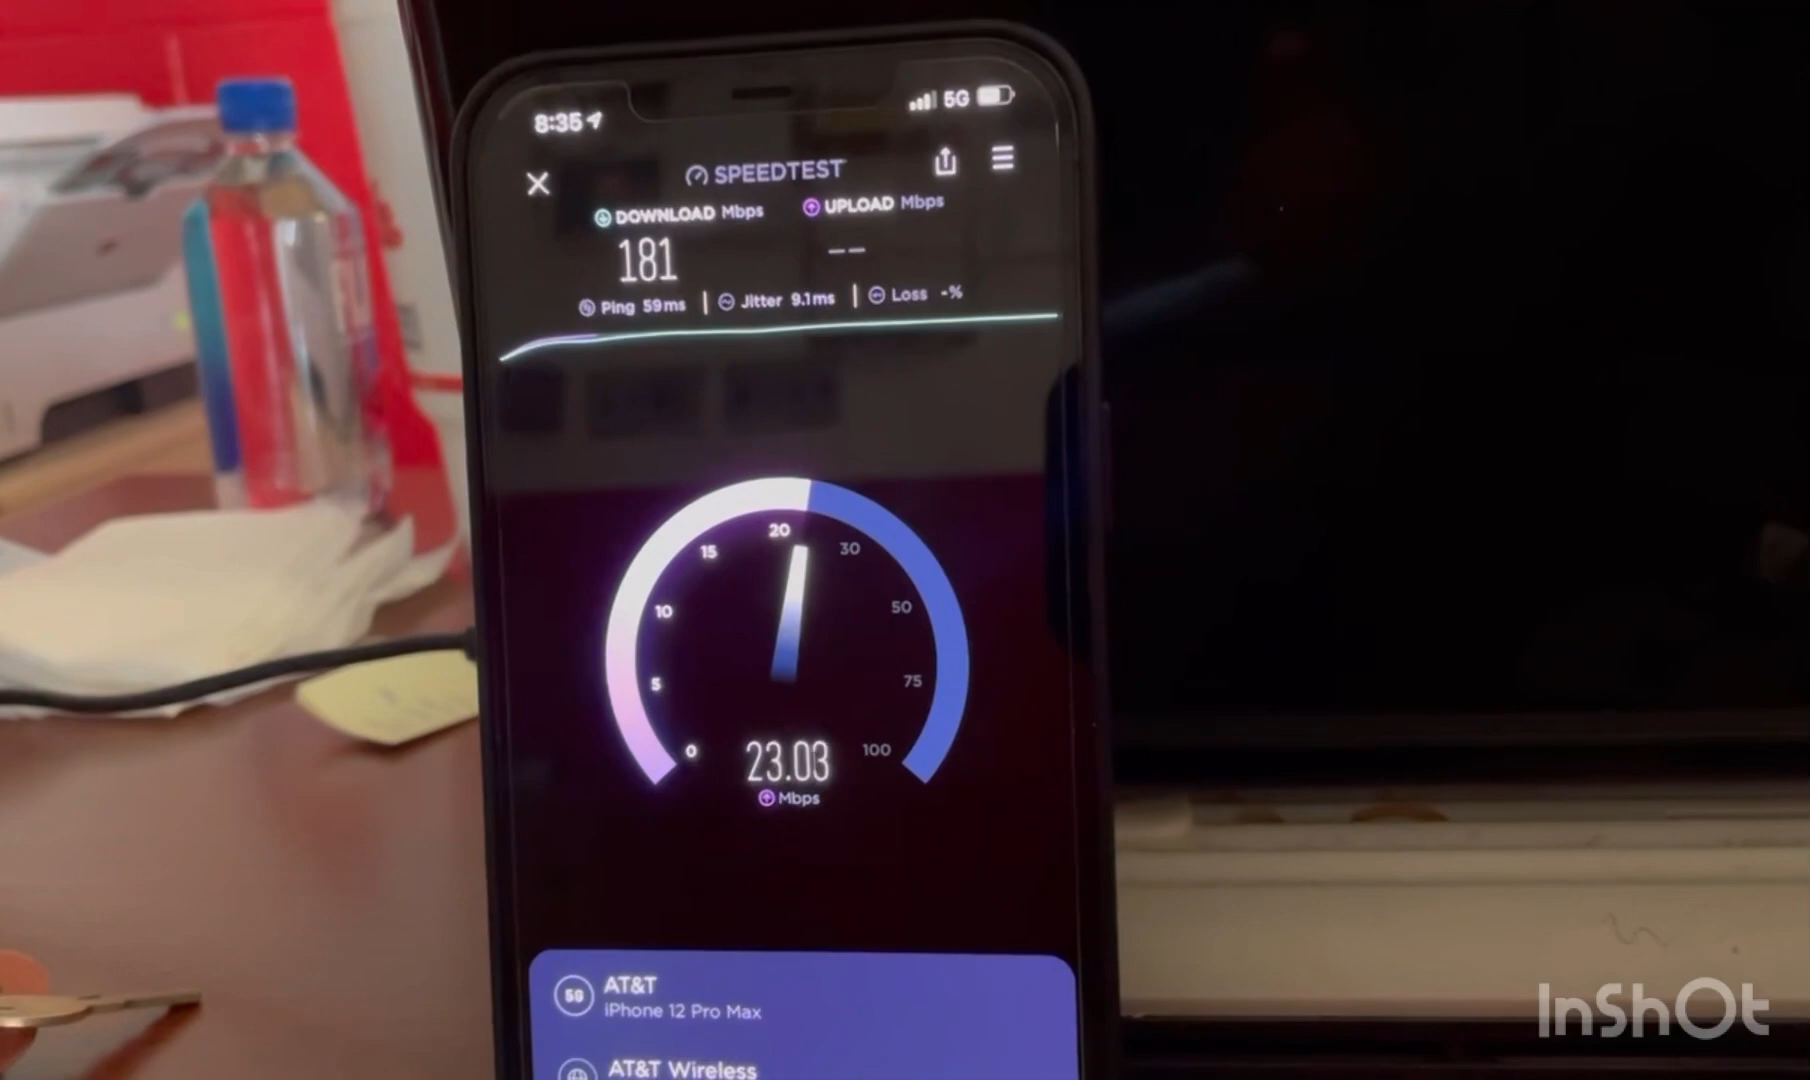 8:35 5G
SPEEDTEST
DOWNLOAD Mbps UPLOAD Mbps
181 --
Ping 59ms | Jitter 9.1ms | Loss -%
0
5
10
15
20
30
50
75
100
23.03
Mbps
5G AT&T
iPhone 12 Pro Max
AT&T Wireless
InShOt